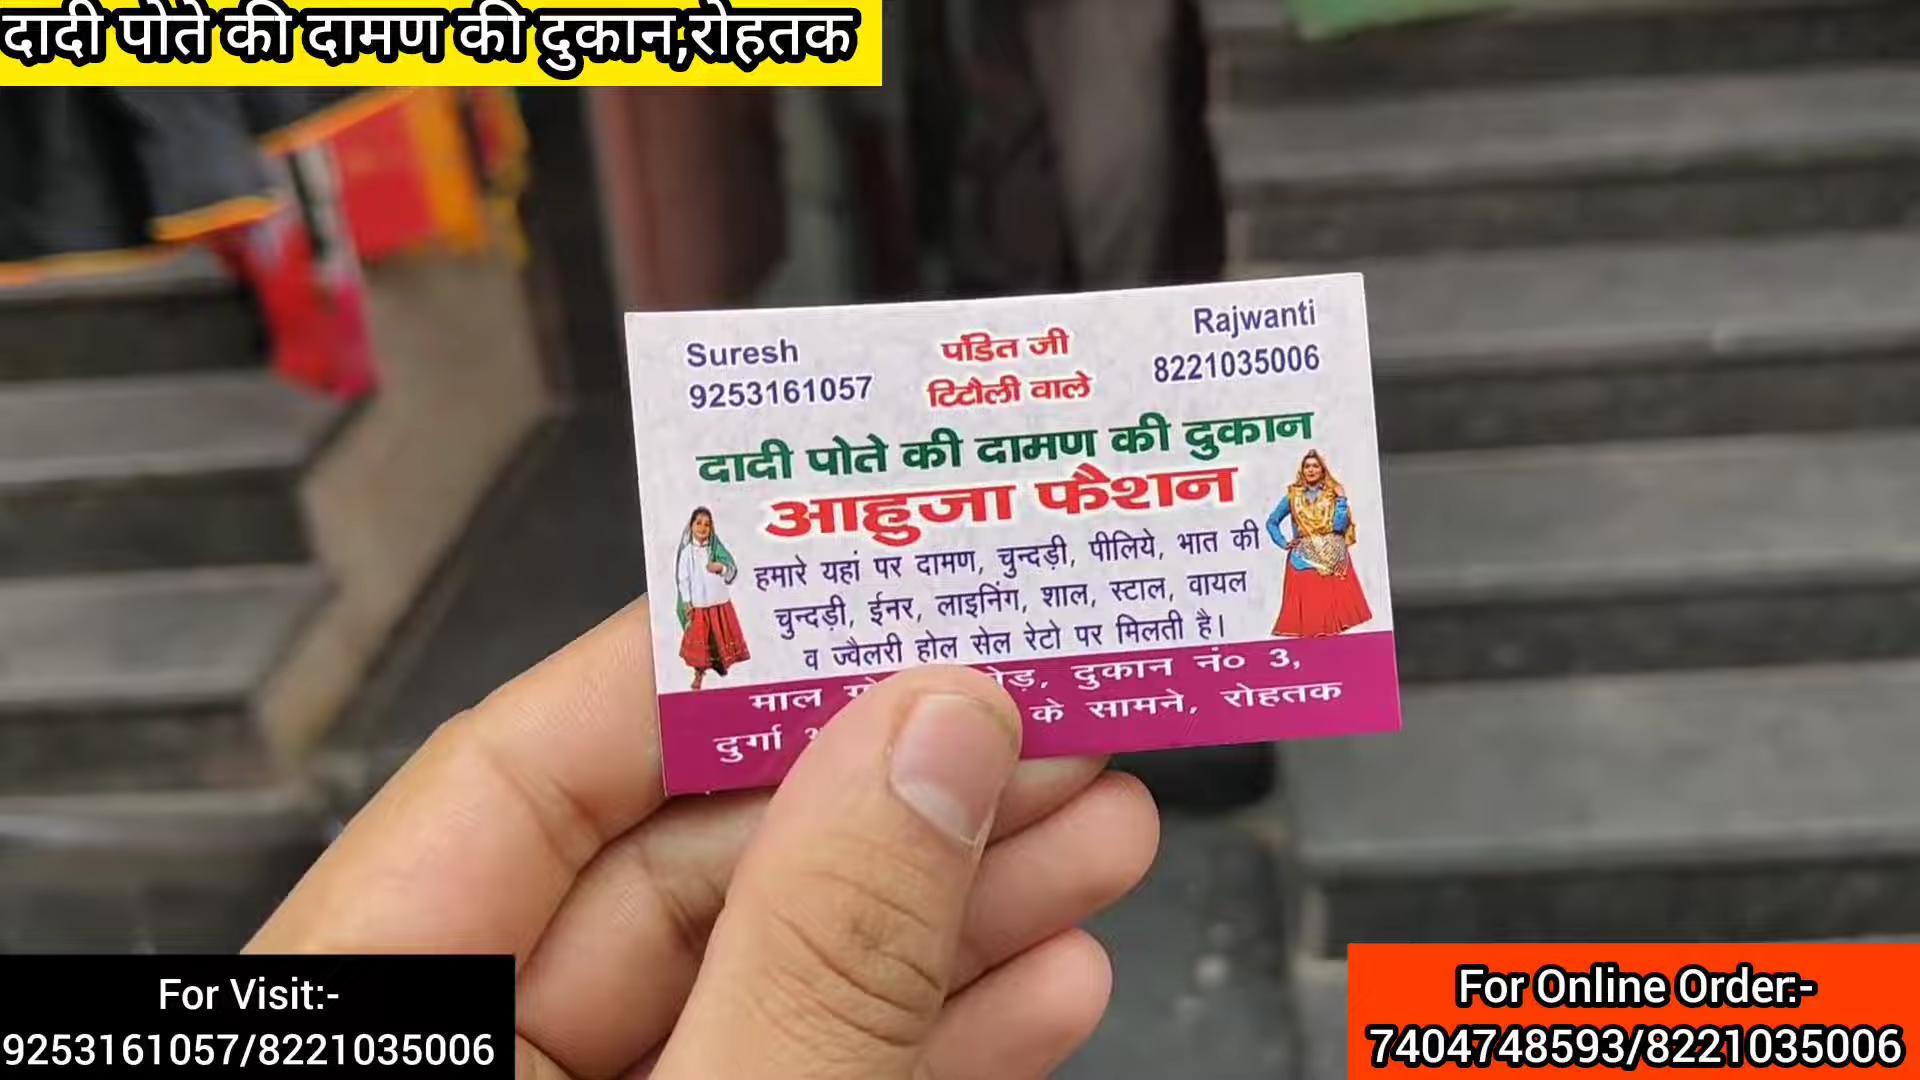 दादी पोते की दामण की दुकान,रोहतक
Suresh
9253161057
पंडित जी
टिटौली वाले
Rajwanti
8221035006
दादी पोते की दामण की दुकान
आहुजा फैशन
हमारे यहां पर दामण, चुन्दड़ी, पीलिये, भात की
चुन्दड़ी, ईनर, लाइनिंग, शाल, स्टाल, वायल
व ज्वैलरी होल सेल रेटो पर मिलती है।
माल दुकान नं० 3,
दुर्गा के सामने, रोहतक
For Visit:-
9253161057/8221035006
For Online Order:-
7404748593/8221035006